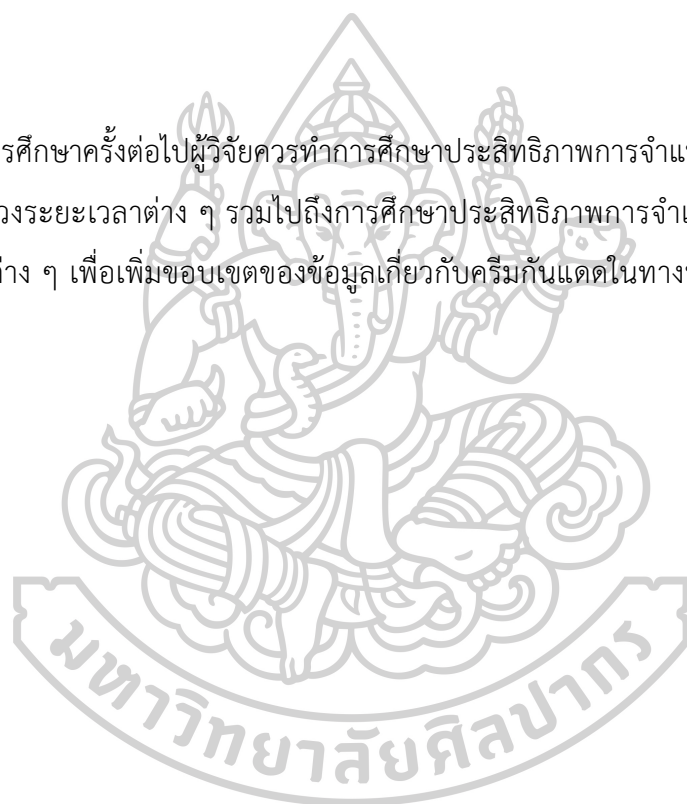 รศึกษาครั้งต่อไปผู้วิจัยควรทำการศึกษาประสิทธิภาพการจำแ
วงระยะเวลาต่าง ๆ รวมไปถึงการศึกษาประสิทธิภาพการจำแ
ต่าง ๆ เพื่อเพิ่มขอบเขตของข้อมูลเกี่ยวกับครีมกันแดดในทาง
มหาวิทยาลัยศิลปากร